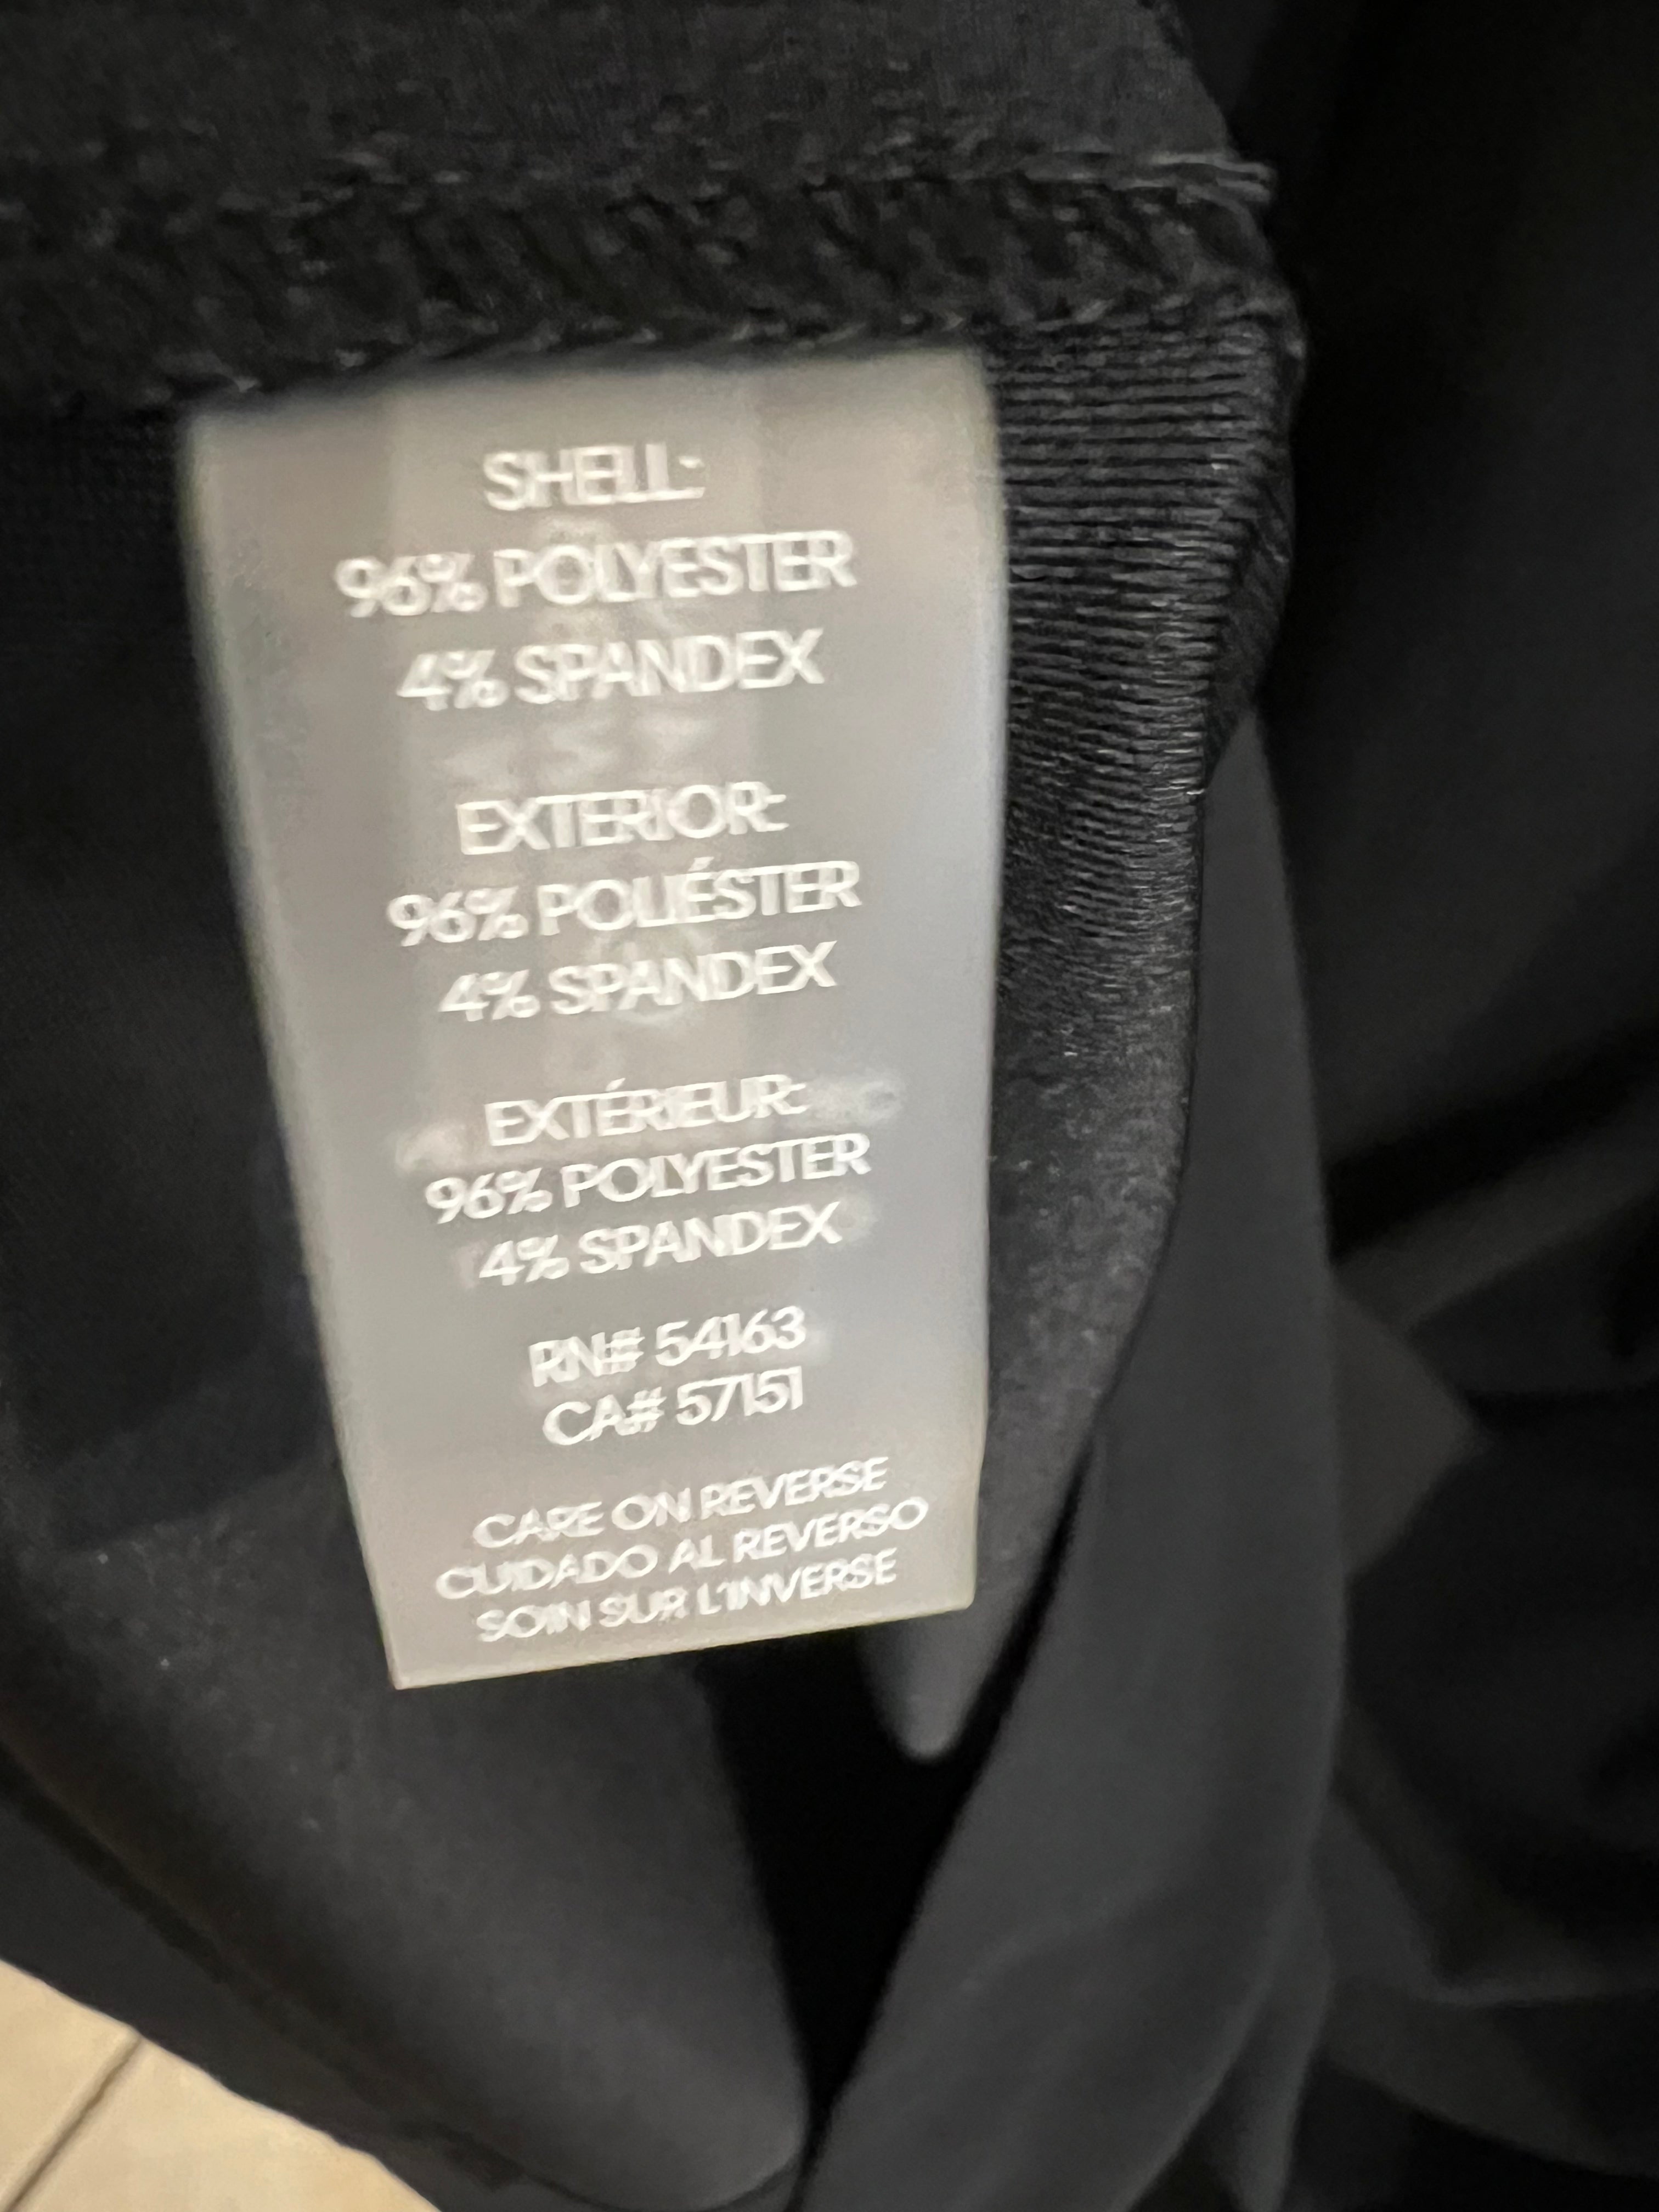 SHELL:
96% POLYESTER
4% SPANDEX
EXTERIOR:
96% POLIÉSTER
4% SPANDEX
EXTÉRIEUR:
96% POLYESTER
4% SPANDEX
RN# 54163
CA# 57151
CARE ON REVERSE
CUIDADO AL REVERSO
SOIN SUR L'INVERSE